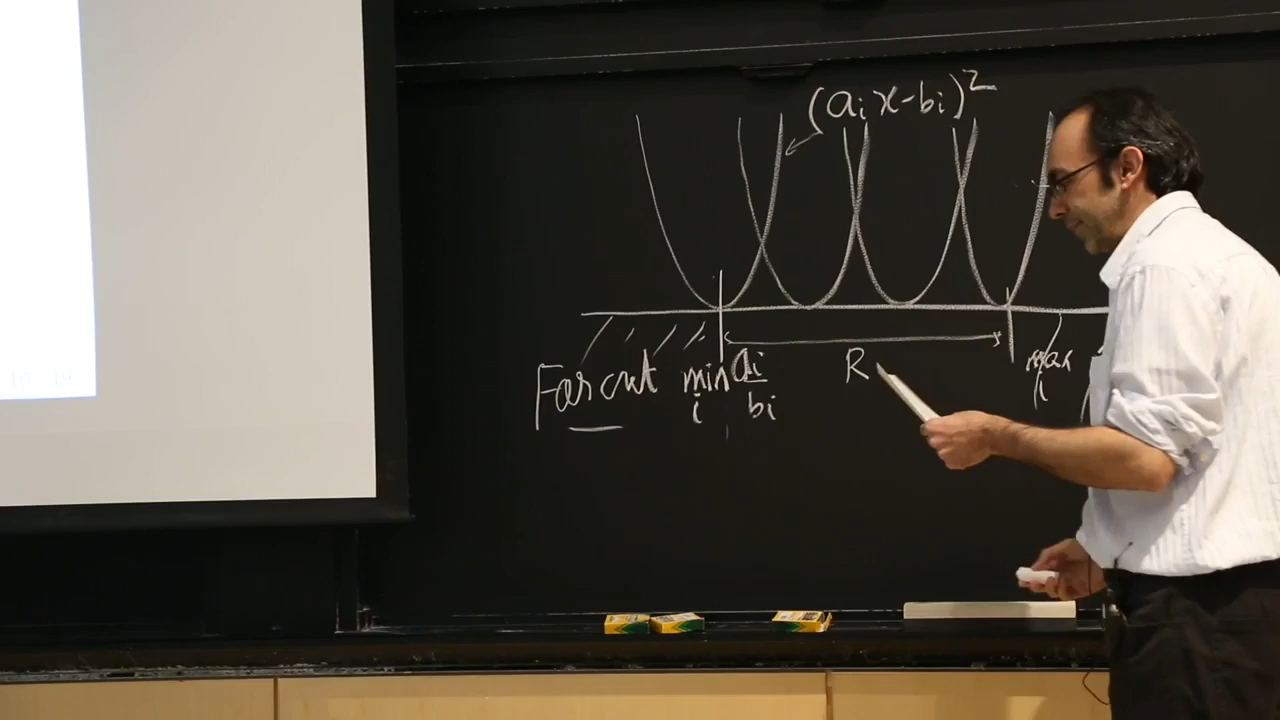 (aᵢx-bᵢ)²
R
Far out min aᵢ/bᵢ max
i i